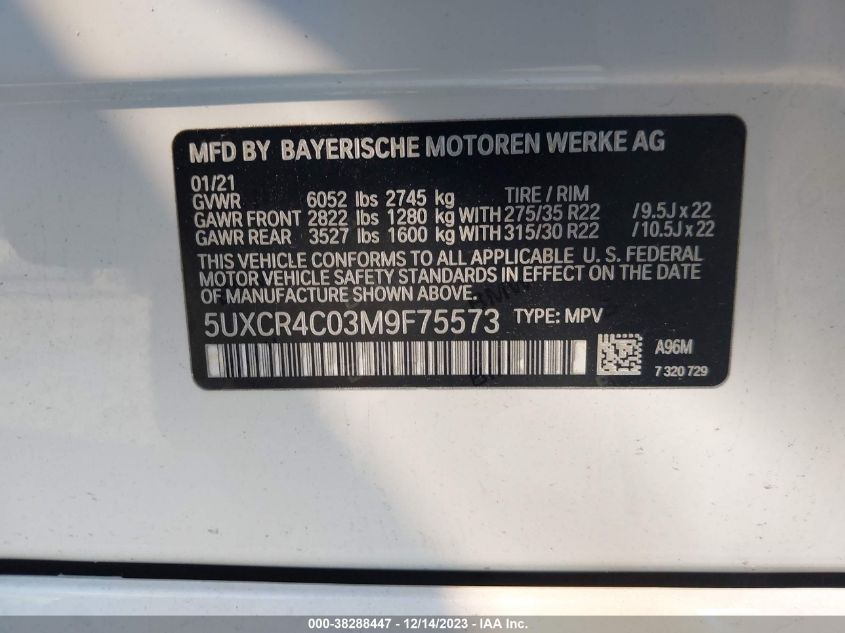 MFD BY BAYERISCHE MOTOREN WERKE AG
01/21 TIRE / RIM
GVWR 6052 lbs 2745 kg
GAWR FRONT 2822 lbs 1280 kg WITH 275/35 R22 / 9.5J x 22
GAWR REAR 3527 lbs 1600 kg WITH 315/30 R22 / 10.5J x 22
THIS VEHICLE CONFORMS TO ALL APPLICABLE U. S. FEDERAL
MOTOR VEHICLE SAFETY STANDARDS IN EFFECT ON THE DATE
OF MANUFACTURE SHOWN ABOVE.
5UXCR4C03M9F75573 TYPE: MPV
A96M
7 320 729
000-38288447 - 12/14/2023 - IAAI.com